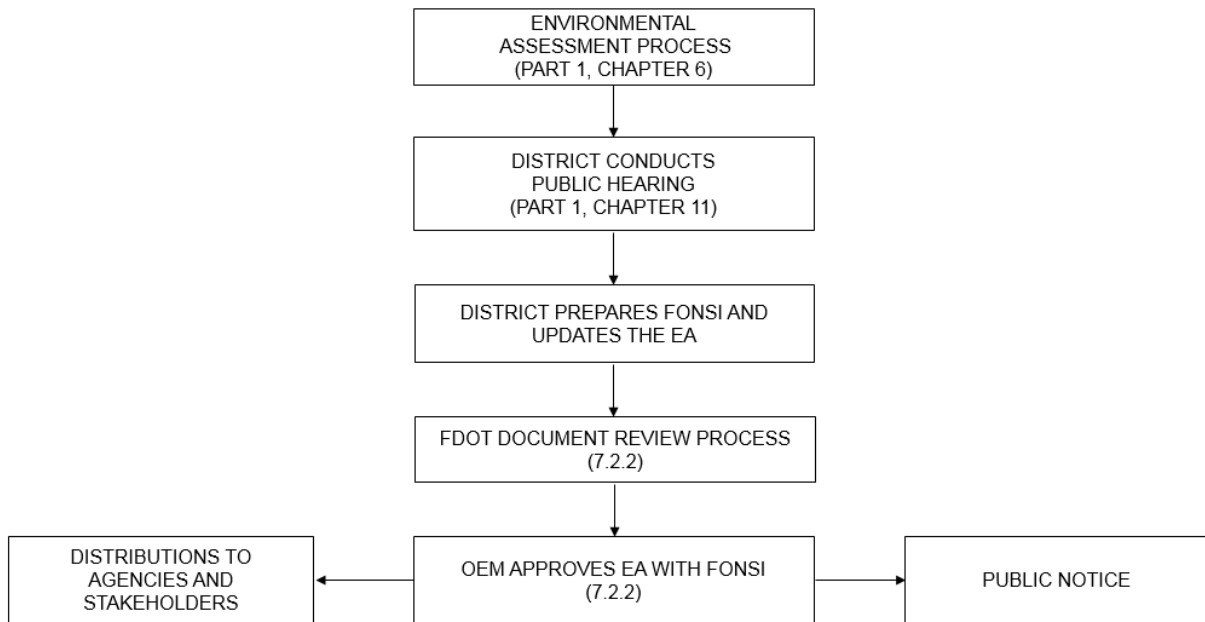 ENVIRONMENTAL
ASSESSMENT PROCESS
(PART 1, CHAPTER 6)
DISTRICT CONDUCTS
PUBLIC HEARING
(PART 1, CHAPTER 11)
DISTRICT PREPARES FONSI AND
UPDATES THE EA
FDOT DOCUMENT REVIEW PROCESS
(7.2.2)
DISTRIBUTIONS TO
AGENCIES AND
STAKEHOLDERS
OEM APPROVES EA WITH FONSI
(7.2.2)
PUBLIC NOTICE